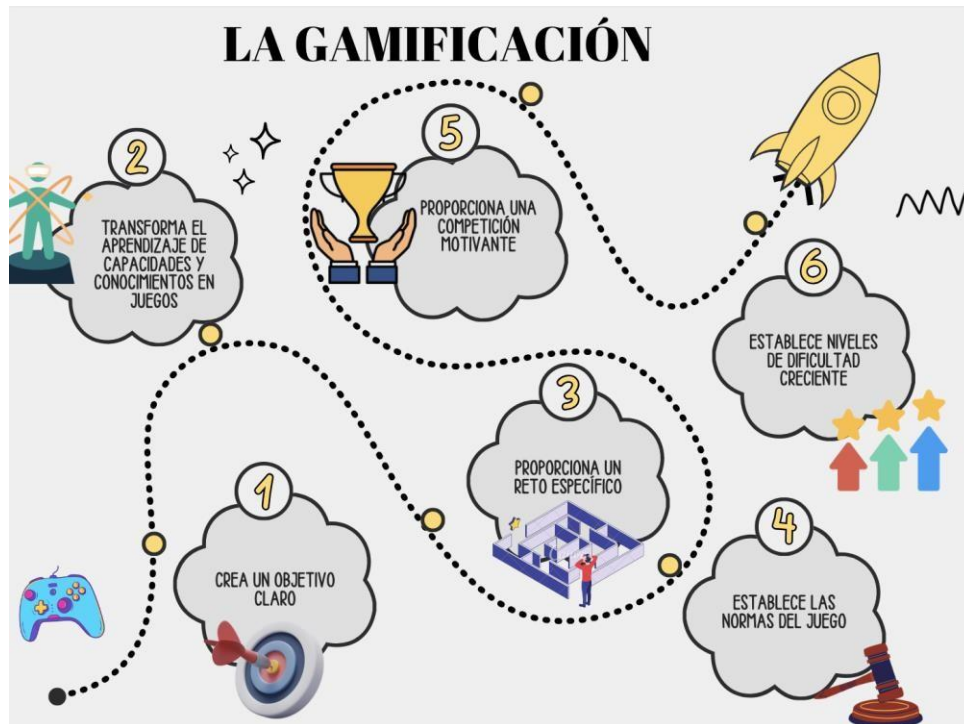 LA GAMIFICACIÓN
1
CREA UN OBJETIVO
CLARO
2
TRANSFORMA EL
APRENDIZAJE DE
CAPACIDADES Y
CONOCIMIENTOS EN
JUEGOS
3
PROPORCIONA UN
RETO ESPECÍFICO
4
ESTABLECE LAS
NORMAS DEL JUEGO
5
PROPORCIONA UNA
COMPETICIÓN
MOTIVANTE
6
ESTABLECE NIVELES
DE DIFICULTAD
CRECIENTE